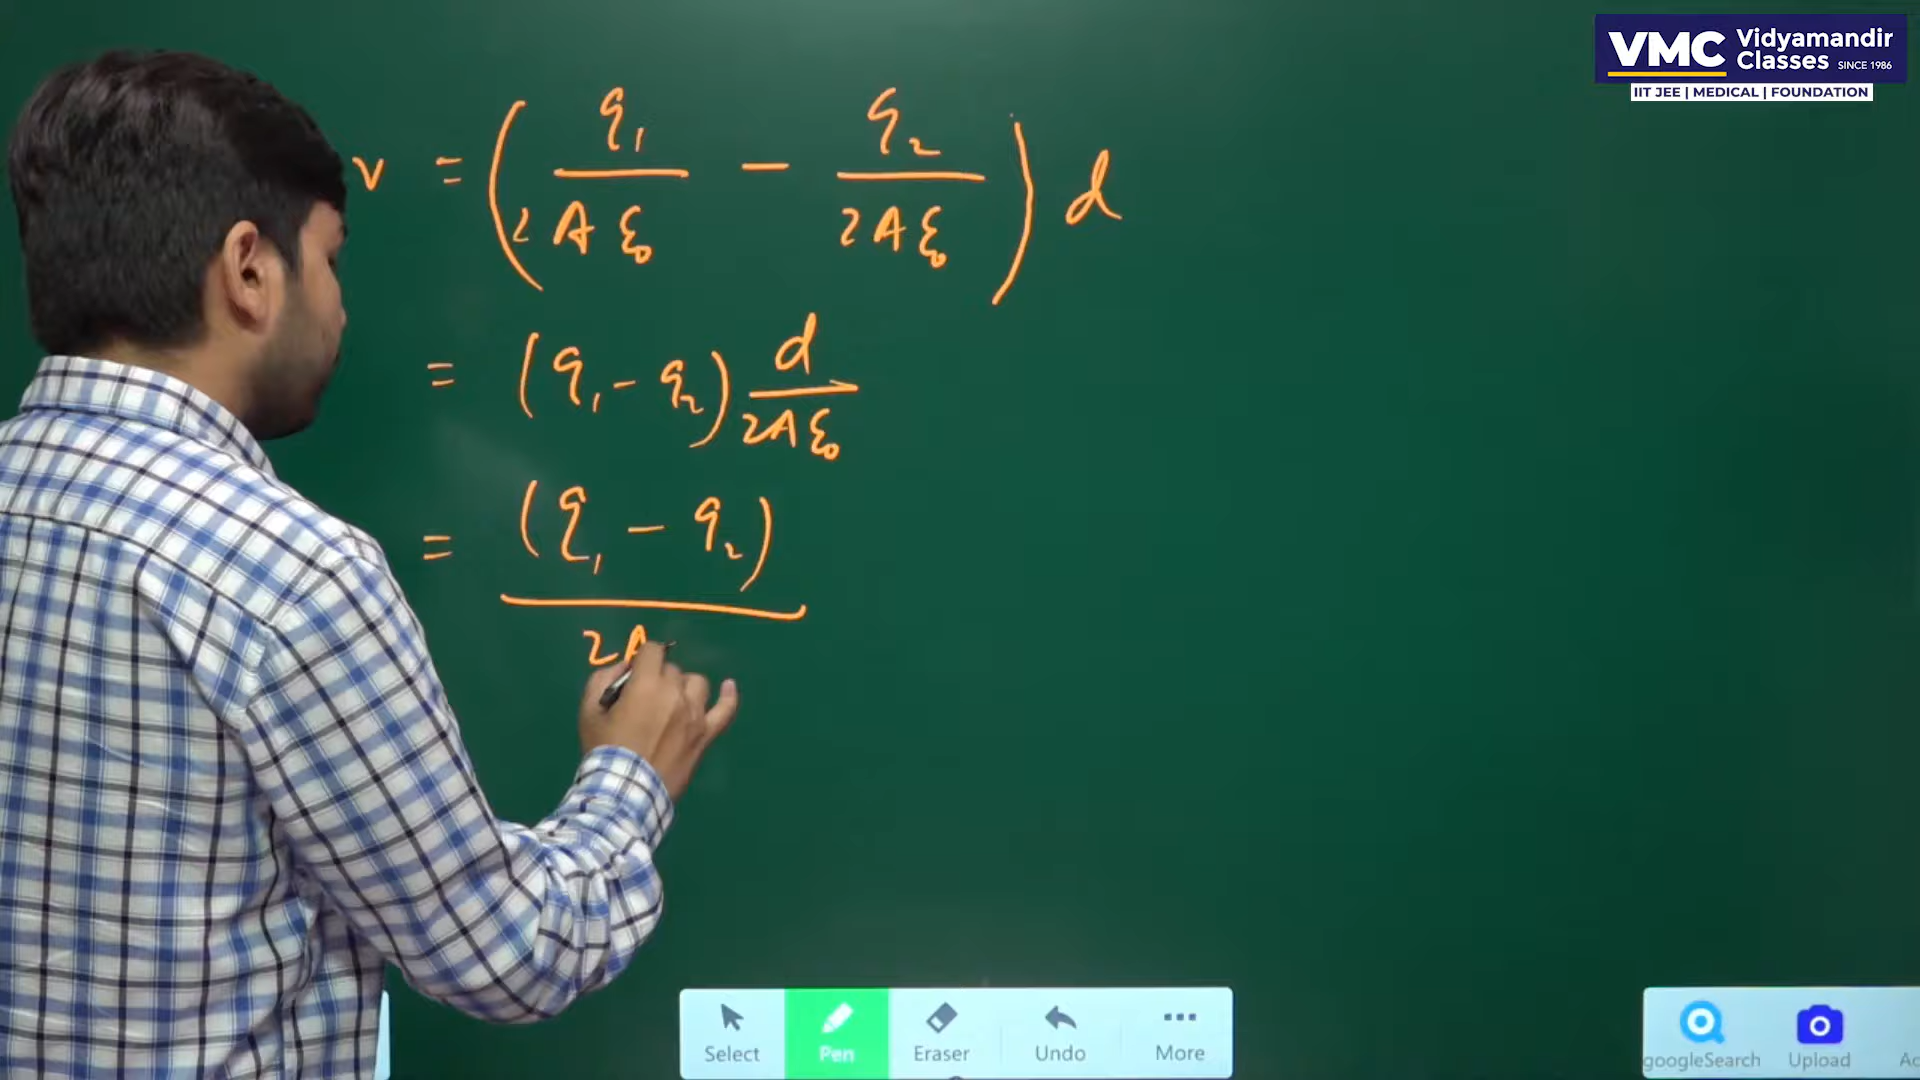 VMC Vidyamandir Classes SINCE 1986
IIT JEE | MEDICAL | FOUNDATION
v = (q₁/2Aε₀ − q₂/2Aε₀) d
= (q₁ - q₂) d/2Aε₀
= (q₁ − q₂)/2A
Select Pen Eraser Undo More
googleSearch Upload Ac